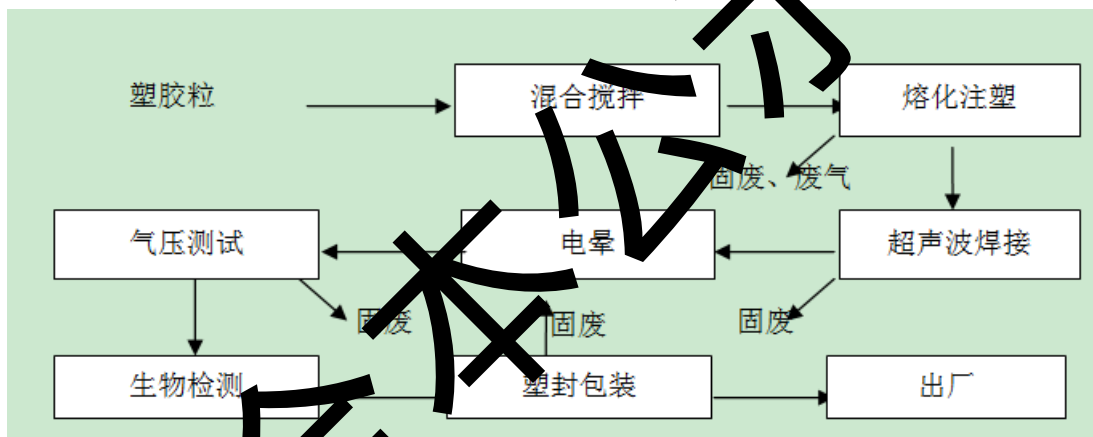 塑胶粒 混合搅拌 熔化注塑
固废、废气
气压测试 电晕 超声波焊接
固废 固废 固废
生物检测 塑封包装 出厂